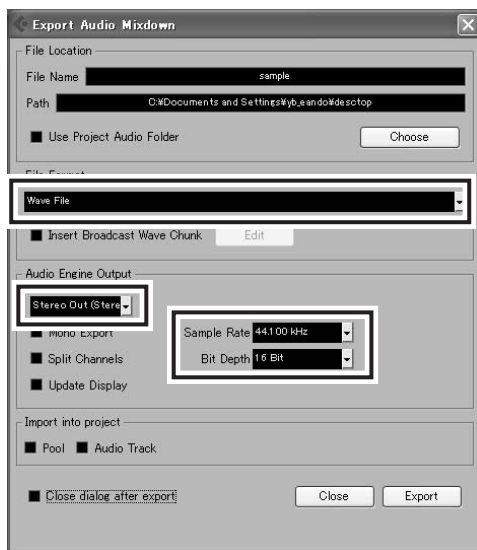 Export Audio Mixdown
File Location
File Name sample
Path C:¥Documents and Settings¥yb_eando¥desctop
Use Project Audio Folder Choose
File Format
Wave File
Insert Broadcast Wave Chunk Edit
Audio Engine Output
Stereo Out (Stere
Mono Export
Sample Rate 44.100 kHz
Split Channels
Bit Depth 16 Bit
Update Display
Import into project
Pool Audio Track
Close dialog after export Close Export